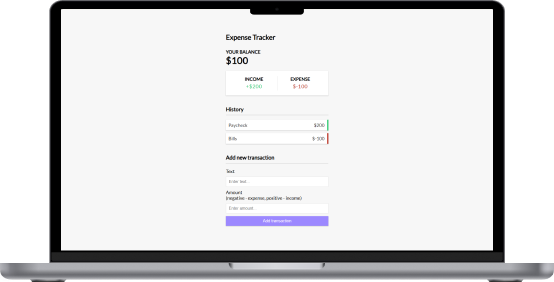 Expense Tracker
YOUR BALANCE
$100
INCOME EXPENSE
+$200 $-100
History
Paycheck $200
Bills $-100
Add new transaction
Text
Enter text
Amount
(negative - expense, positive - income)
Enter amount
Add transaction